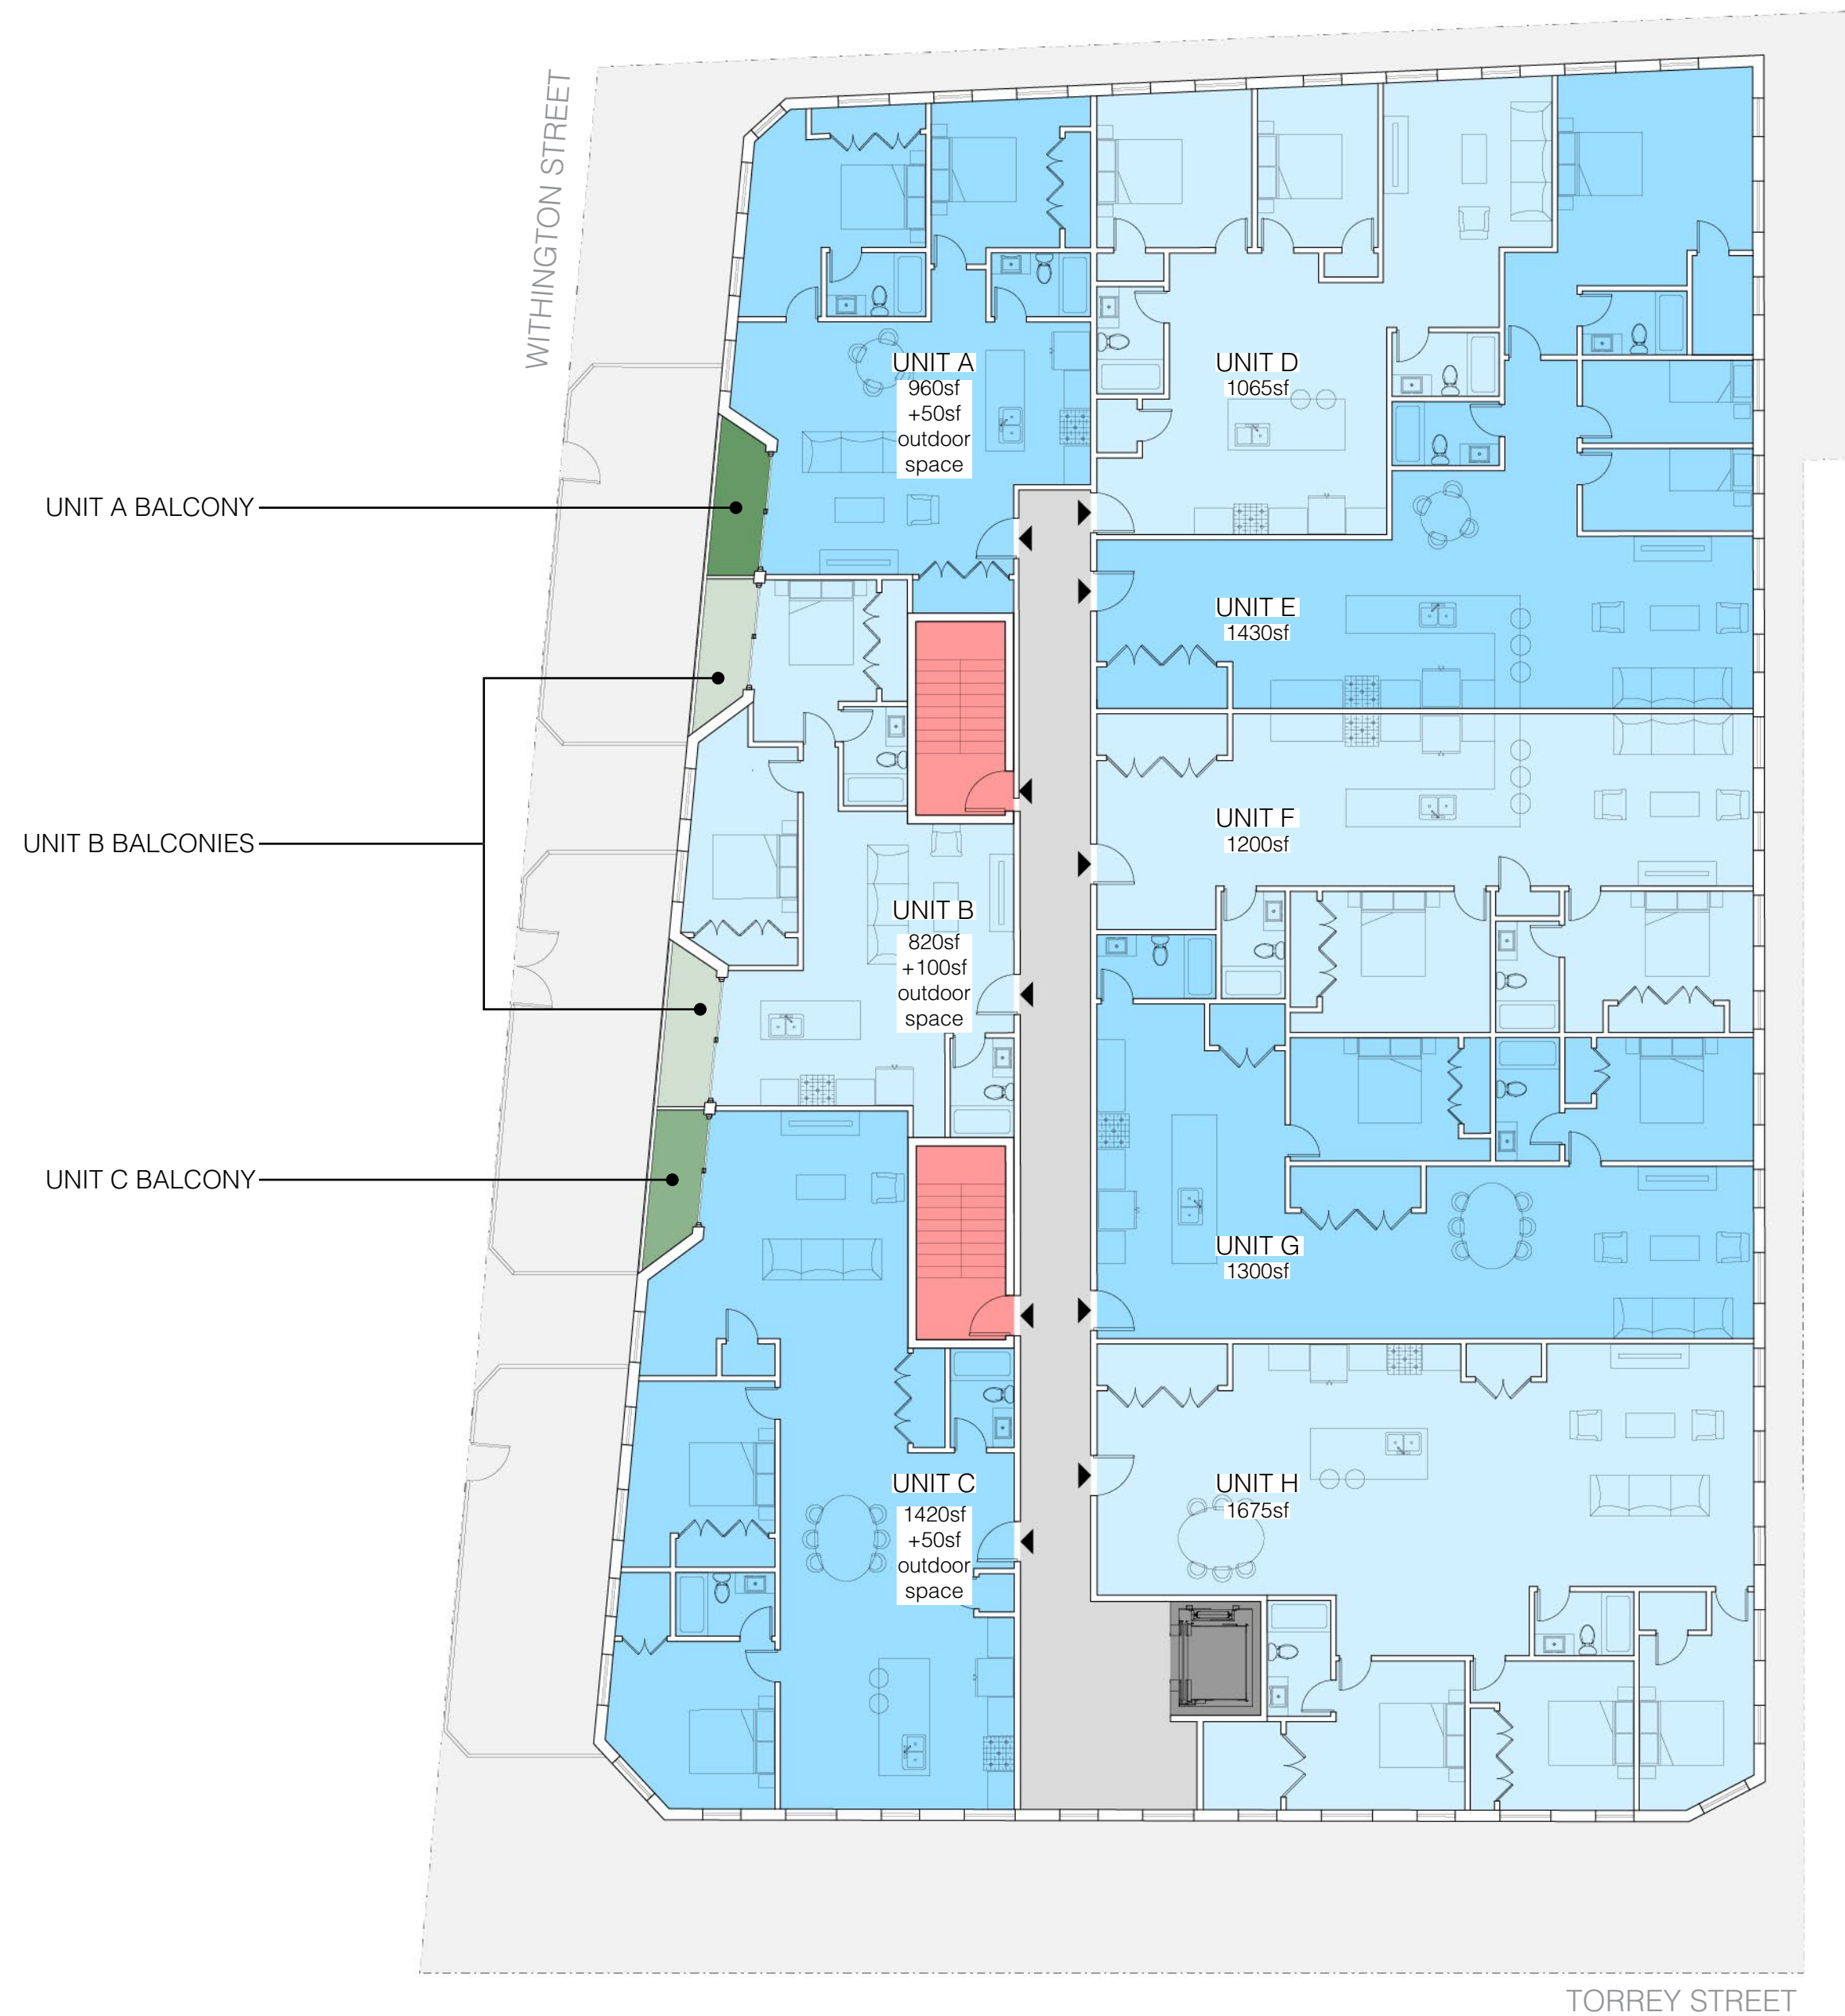 WITHINGTON STREET
UNIT A
960sf
+50sf
outdoor
space
UNIT D
1065sf
UNIT A BALCONY
UNIT E
1430sf
UNIT F
1200sf
UNIT B BALCONIES
UNIT B
820sf
+100sf
outdoor
space
UNIT C BALCONY
UNIT G
1300sf
UNIT C
1420sf
+50sf
outdoor
space
UNIT H
1675sf
TORREY STREET